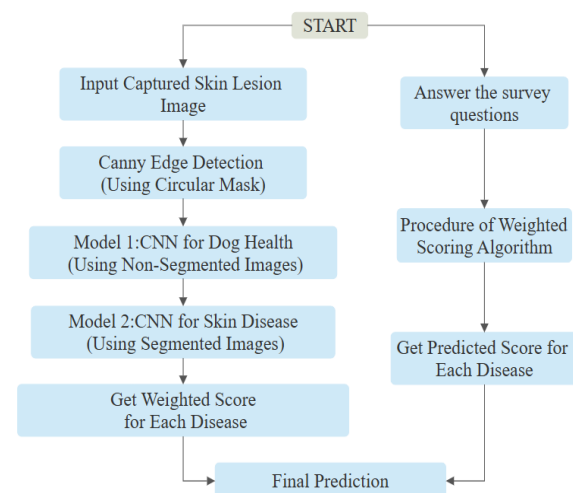 START
Input Captured Skin Lesion
Image
Canny Edge Detection
(Using Circular Mask)
Model 1:CNN for Dog Health
(Using Non-Segmented Images)
Model 2:CNN for Skin Disease
(Using Segmented Images)
Get Weighted Score
for Each Disease
Answer the survey
questions
Procedure of Weighted
Scoring Algorithm
Get Predicted Score for
Each Disease
Final Prediction